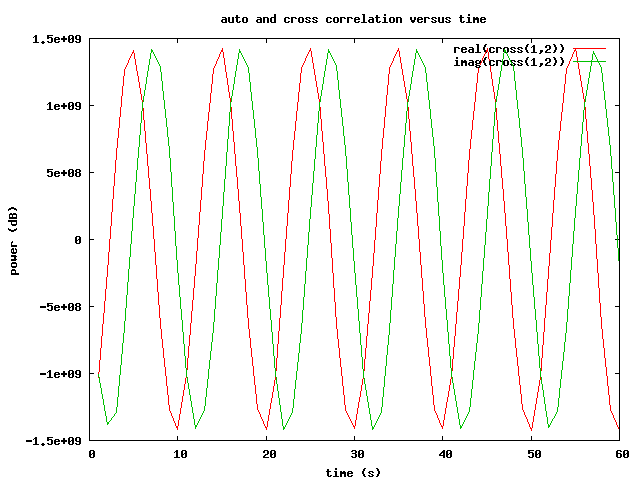 auto and cross correlation versus time
real(cross(1,2))
imag(cross(1,2))
1.5e+09
1e+09
5e+08
0
-5e+08
-1e+09
-1.5e+09
power (dB)
0 10 20 30 40 50 60
time (s)